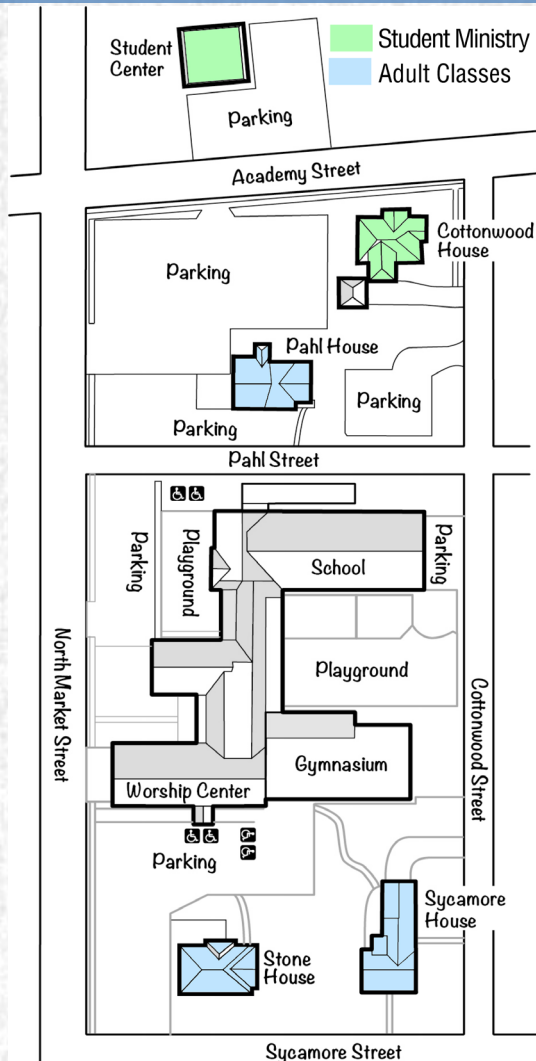 Student Ministry
Adult Classes
Student
Center
Parking
Academy Street
Cottonwood
House
Parking
Pahl House
Parking
Parking
Pahl Street
Parking
Playground
School
Parking
Playground
North Market Street
Cottonwood Street
Gymnasium
Worship Center
Parking
Sycamore
House
Stone
House
Sycamore Street